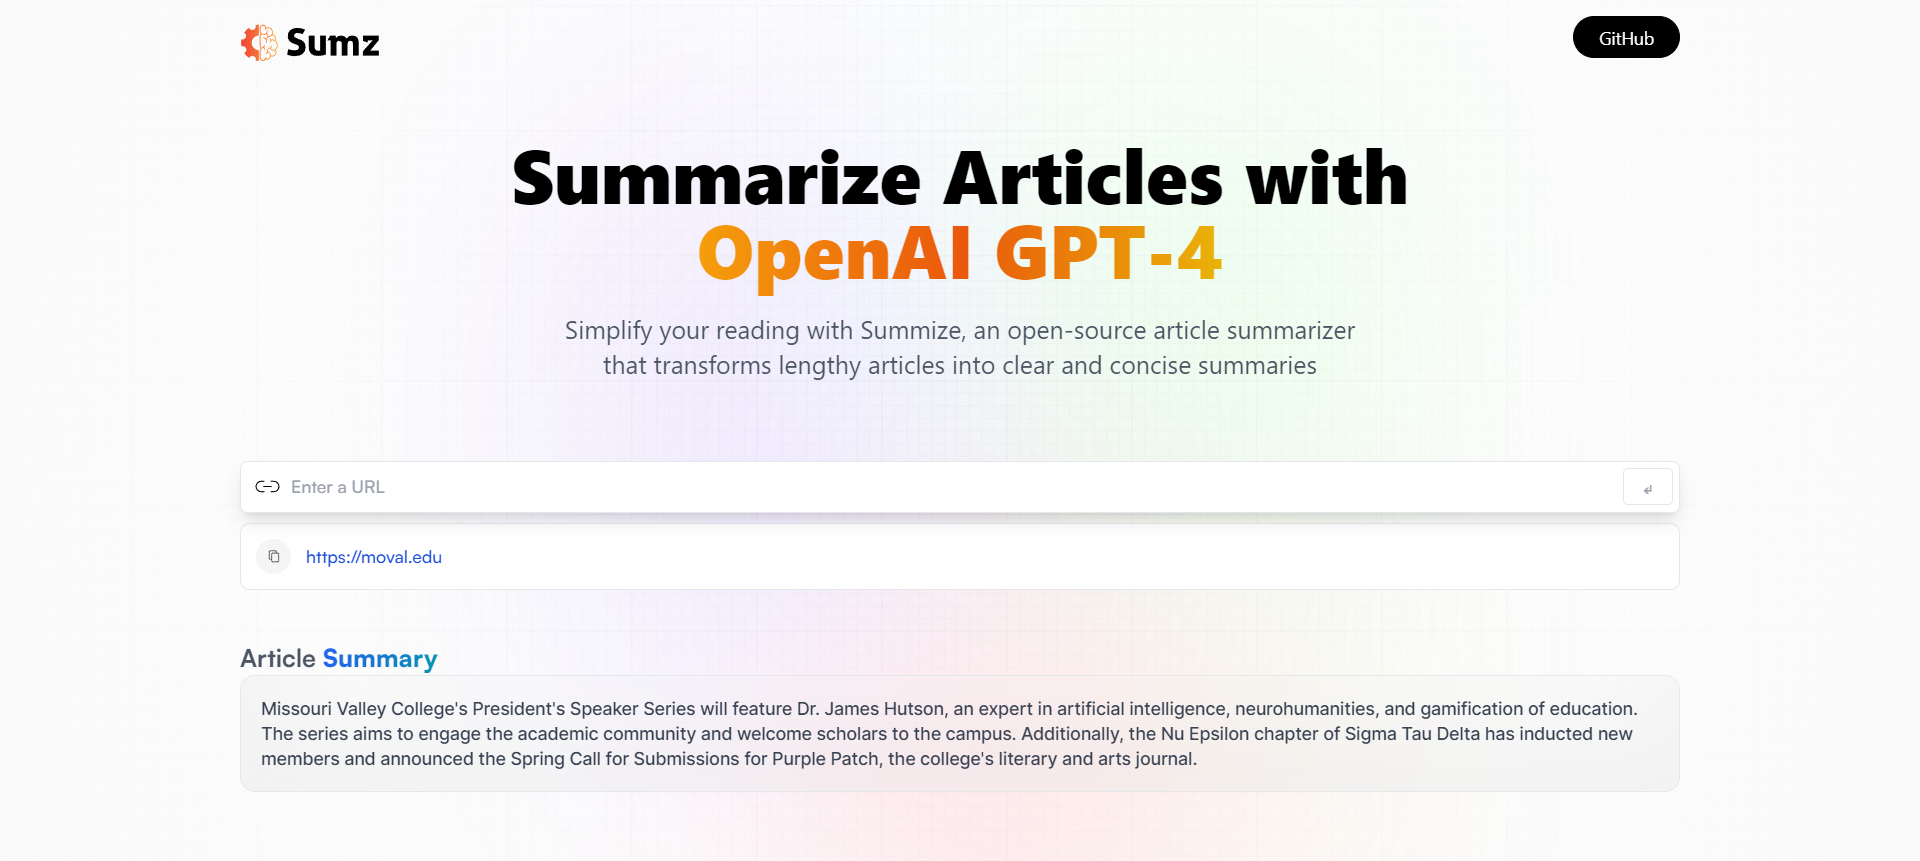 Sumz
GitHub
Summarize Articles with
OpenAI GPT-4
Simplify your reading with Summize, an open-source article summarizer
that transforms lengthy articles into clear and concise summaries
Enter a URL
https://moval.edu
Article Summary
Missouri Valley College's President's Speaker Series will feature Dr. James Hutson, an expert in artificial intelligence, neurohumanities, and gamification of education.
The series aims to engage the academic community and welcome scholars to the campus. Additionally, the Nu Epsilon chapter of Sigma Tau Delta has inducted new
members and announced the Spring Call for Submissions for Purple Patch, the college's literary and arts journal.